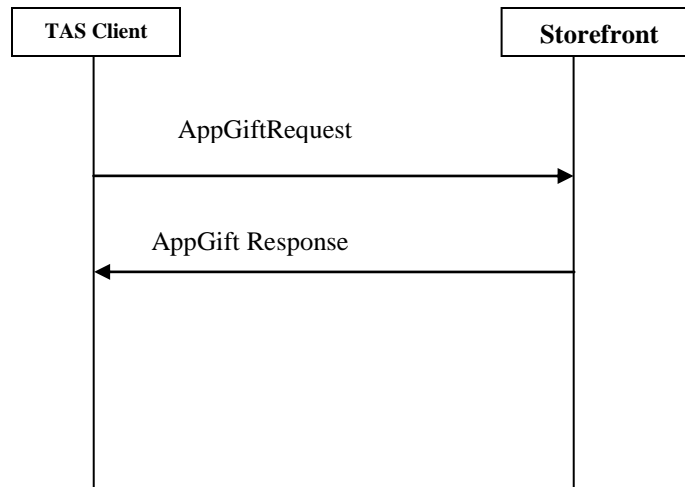 TAS Client
Storefront
AppGiftRequest
AppGift Response